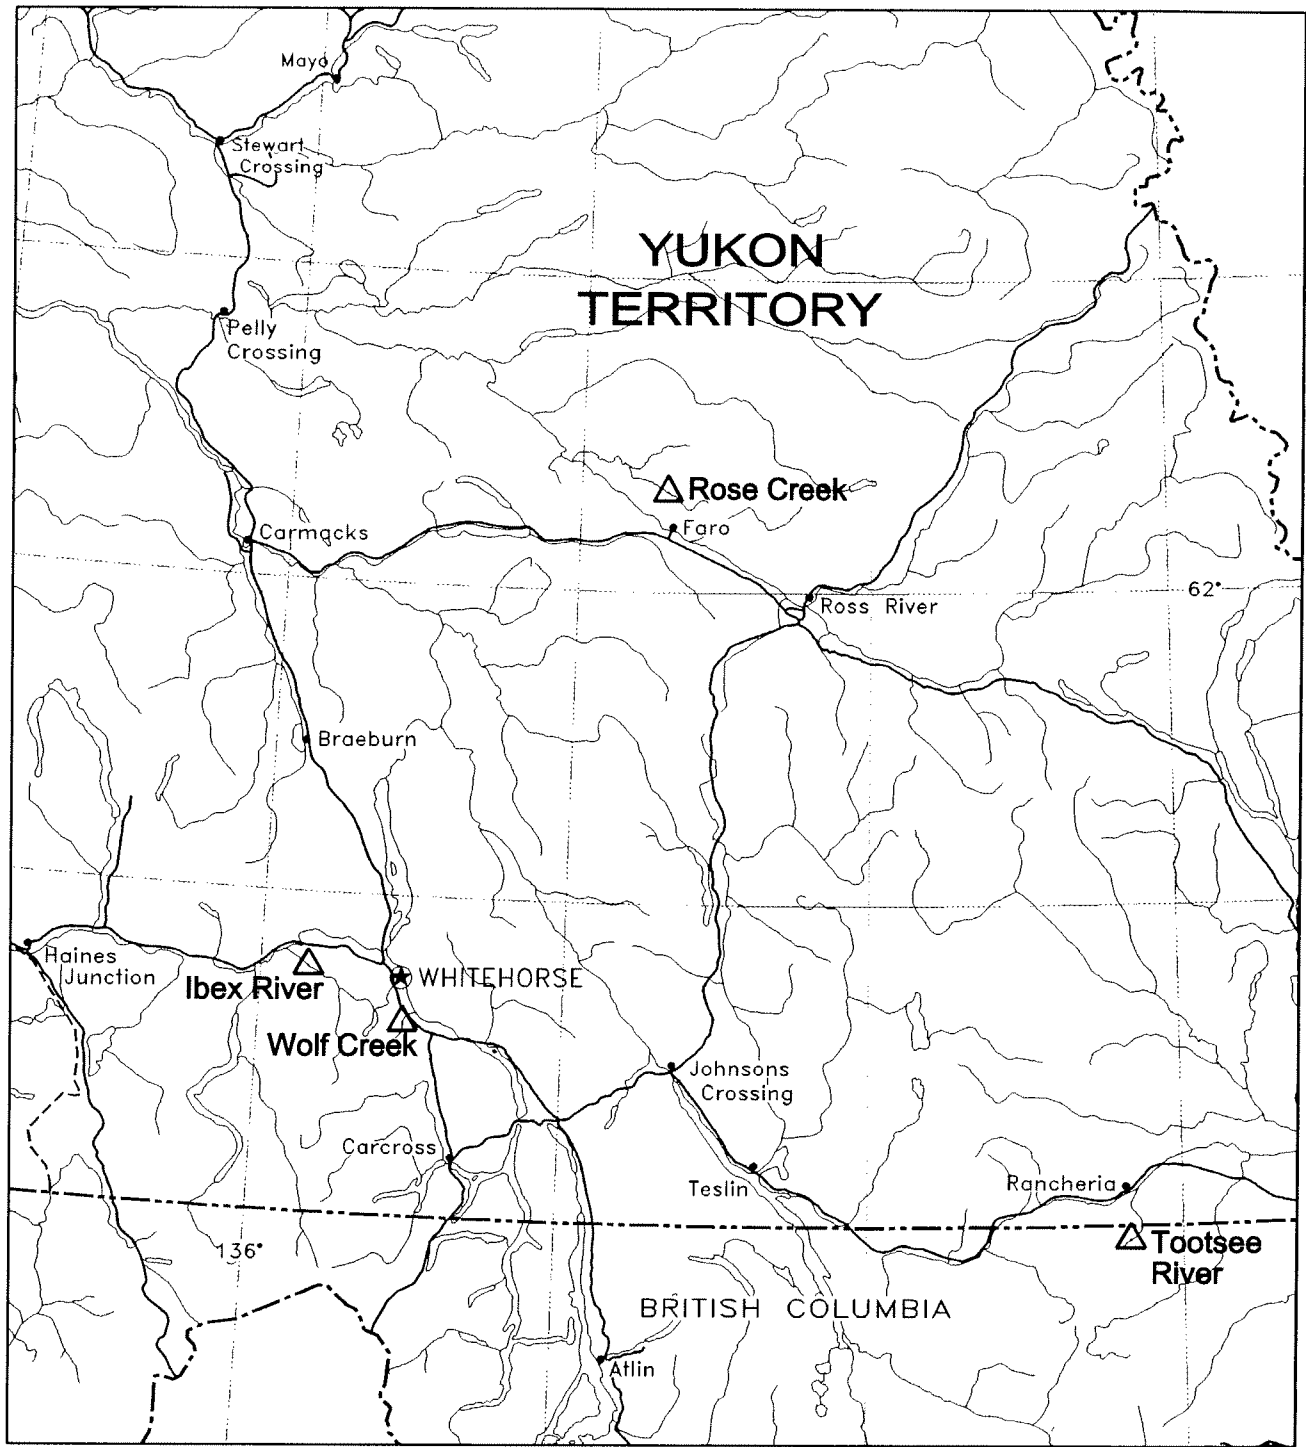 Mayo
Stewart
Crossing
YUKON
TERRITORY
Pelly
Crossing
Rose Creek
Carmacks
Faro
62°
Ross River
Braeburn
Haines
Junction
Ibex River
WHITEHORSE
Wolf Creek
Johnsons
Crossing
Carcross
Teslin
Rancheria
136°
Tootsee
River
BRITISH COLUMBIA
Atlin